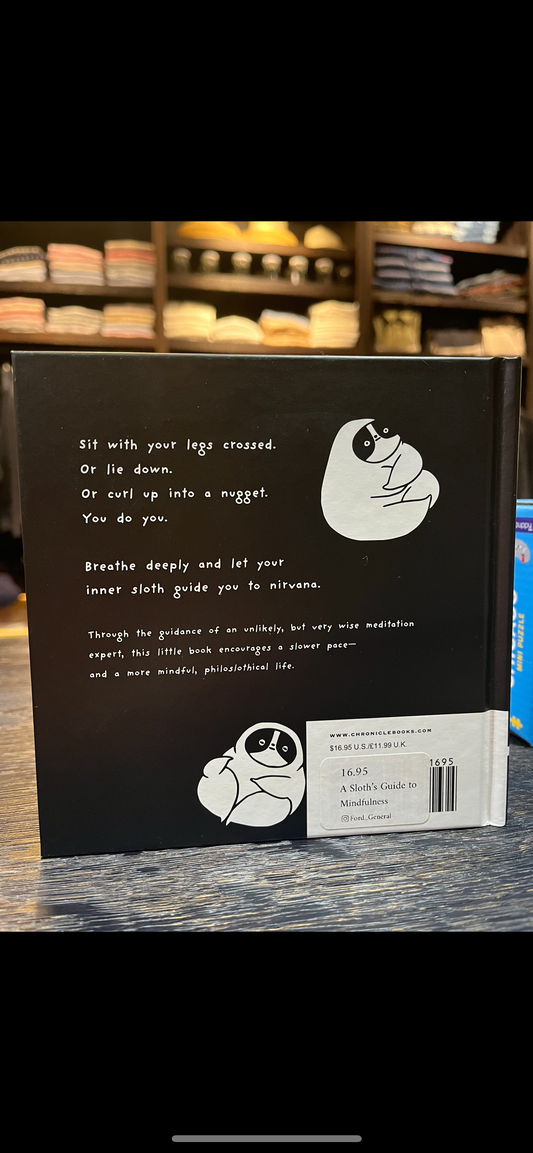 Sit with your legs crossed.
Or lie down.
Or curl up into a nugget.
You do you.
Breathe deeply and let your
inner sloth guide you to nirvana.
Through the guidance of an unlikely, but very wise meditation
expert, this little book encourages a slower pace—
and a more mindful, philoslothical life.
WWW.CHRONICLEBOOKS.COM
$16.95 U.S./£11.99 U.K.
1695
16.95
A Sloth's Guide to
Mindfulness
Ford_General
MINI PUZZLE